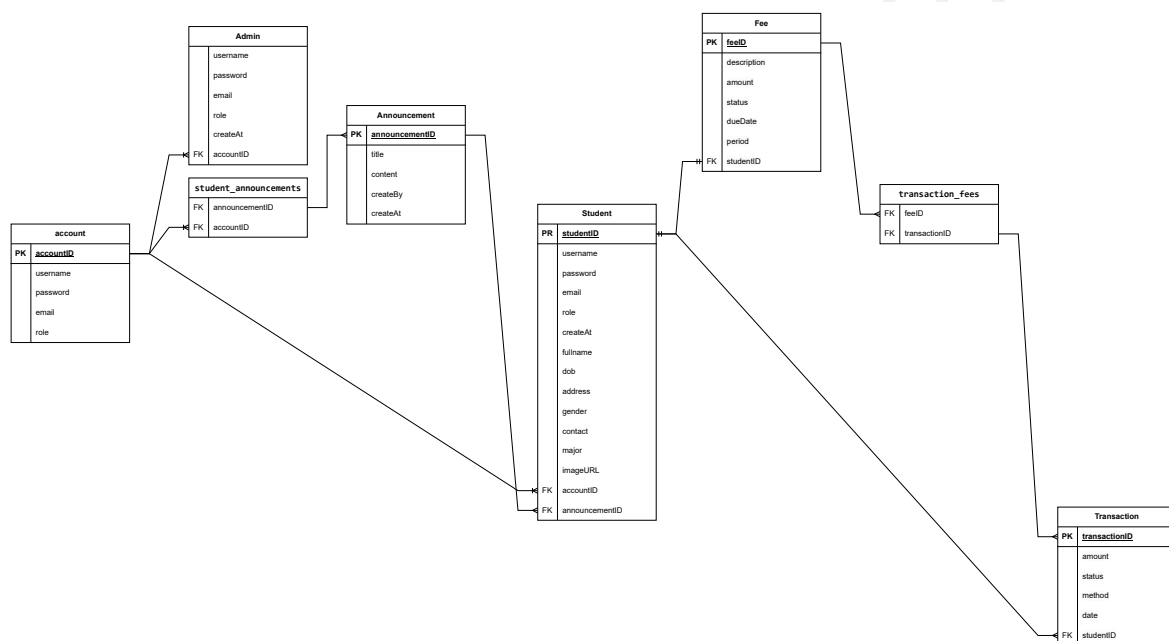 Admin
username
password
email
role
createAt
FK accountID
student_announcements
FK announcementID
FK accountID
account
PK accountID
username
password
email
role
Announcement
PK announcementID
title
content
createBy
createAt
Student
PR studentID
username
password
email
role
createAt
fullname
dob
address
gender
contact
major
imageURL
FK accountID
FK announcementID
Fee
PK feeID
description
amount
status
dueDate
period
FK studentID
transaction_fees
FK feeID
FK transactionID
Transaction
PK transactionID
amount
status
method
date
FK studentID